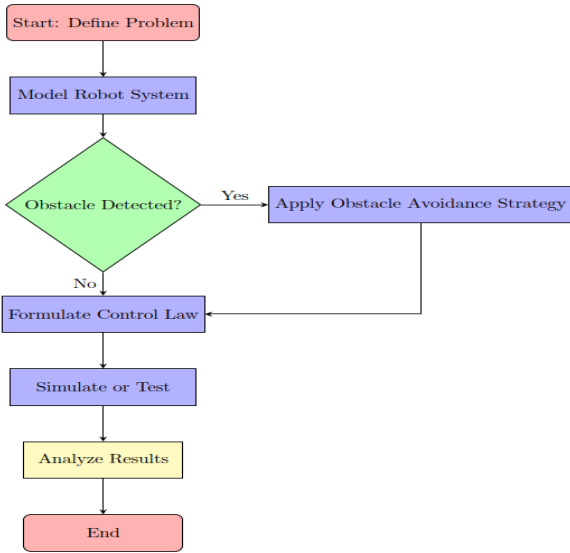 Start: Define Problem
Model Robot System
Obstacle Detected?
Yes
Apply Obstacle Avoidance Strategy
No
Formulate Control Law
Simulate or Test
Analyze Results
End